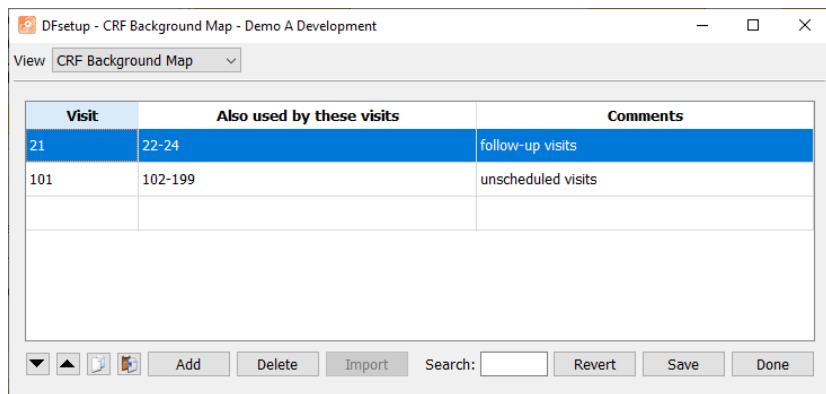 DFsetup - CRF Background Map - Demo A Development
View CRF Background Map
Visit Also used by these visits Comments
21 22-24 follow-up visits
101 102-199 unscheduled visits
Add Delete Import Search: Revert Save Done